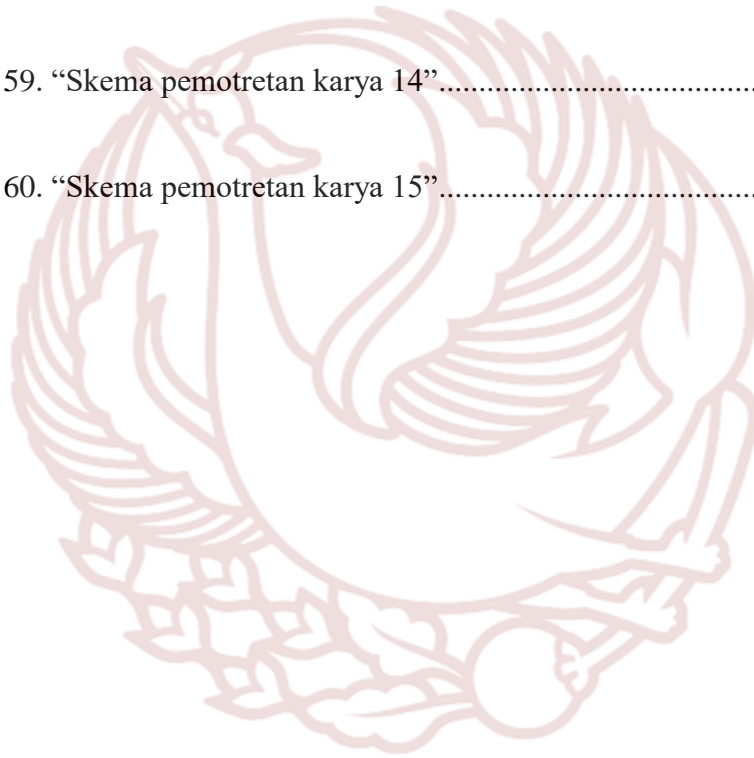 59. “Skema pemotretan karya 14”.......................................
60. “Skema pemotretan karya 15”.......................................